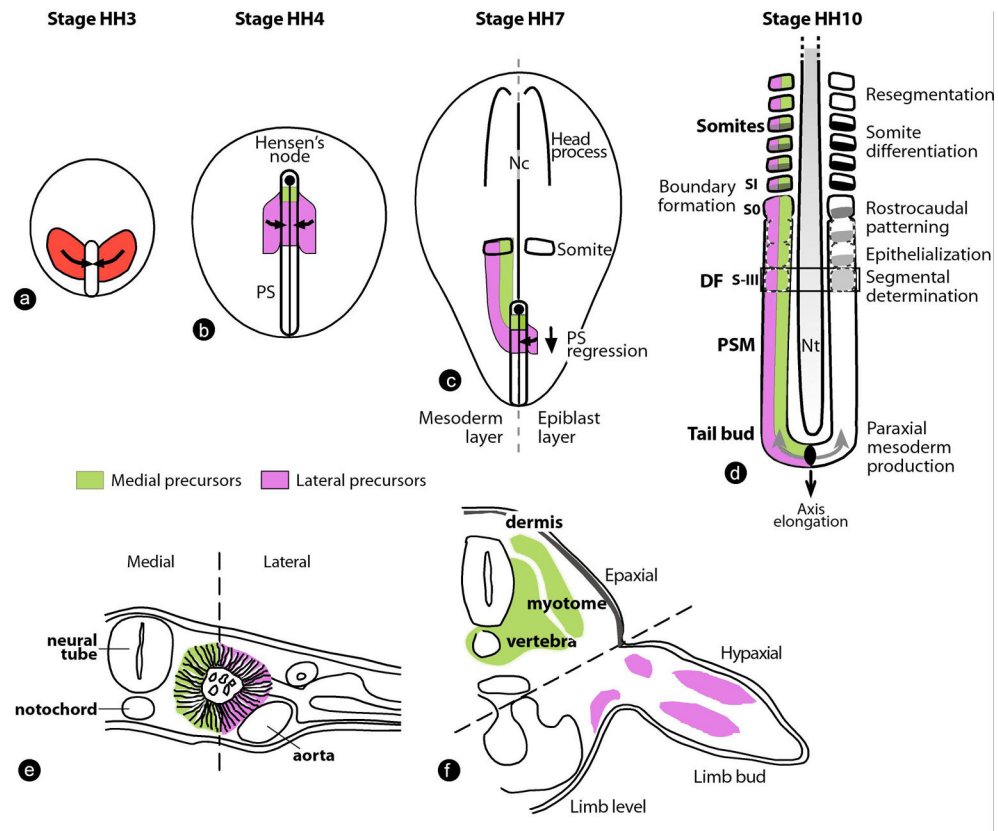 Stage HH3
Stage HH4
Stage HH7
Stage HH10
Hensen's
node
PS
a
b
Nc
Head
process
Somite
PS
regression
c
Mesoderm
layer
Epiblast
layer
Somites
Boundary
formation
SI
S0
DF
S-III
PSM
Nt
Tail bud
d
Resegmentation
Somite
differentiation
Rostrocaudal
patterning
Epithelialization
Segmental
determination
Paraxial
mesoderm
production
Axis
elongation
Medial precursors
Lateral precursors
Medial
Lateral
neural
tube
notochord
aorta
e
dermis
Epaxial
myotome
vertebra
Hypaxial
f
Limb bud
Limb level